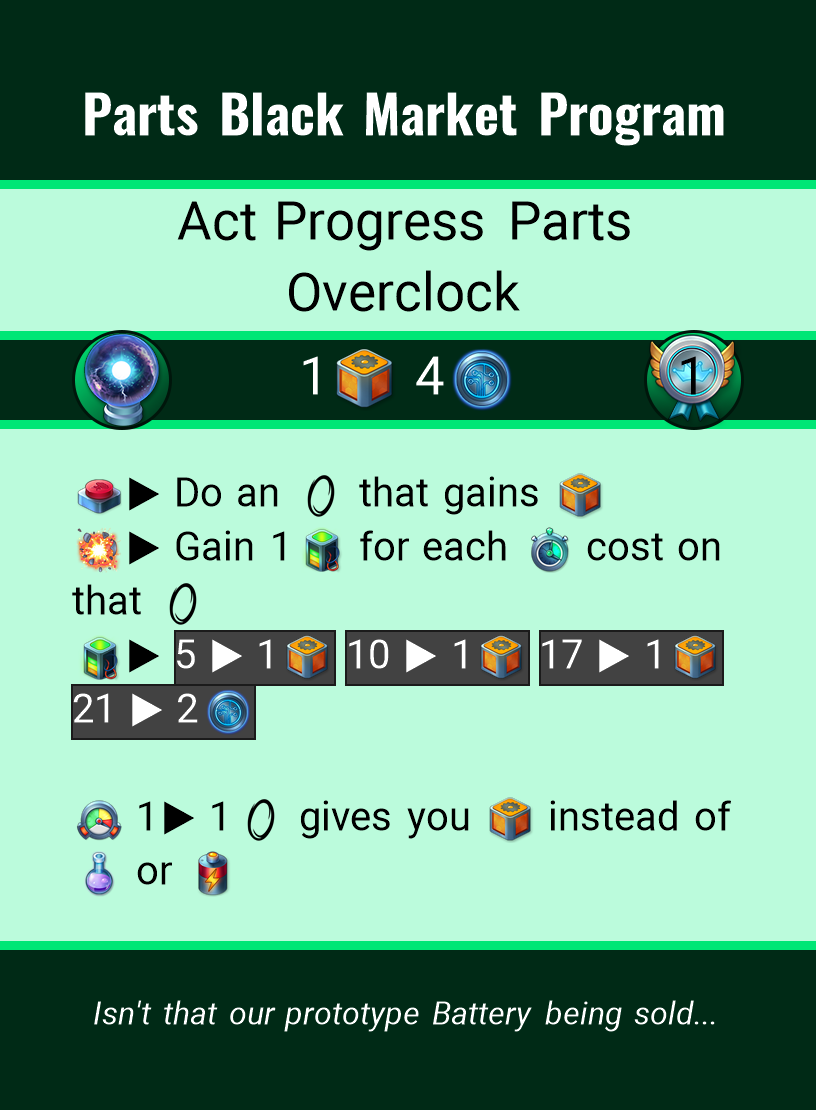 Parts Black Market Program
Act Progress Parts
Overclock
1 4
1
▶ Do an that gains
▶ Gain 1 for each cost on
that
▶ 5 ▶ 1 10 ▶ 1 17 ▶ 1
21 ▶ 2
1 ▶ 1 gives you instead of
or
Isn't that our prototype Battery being sold...